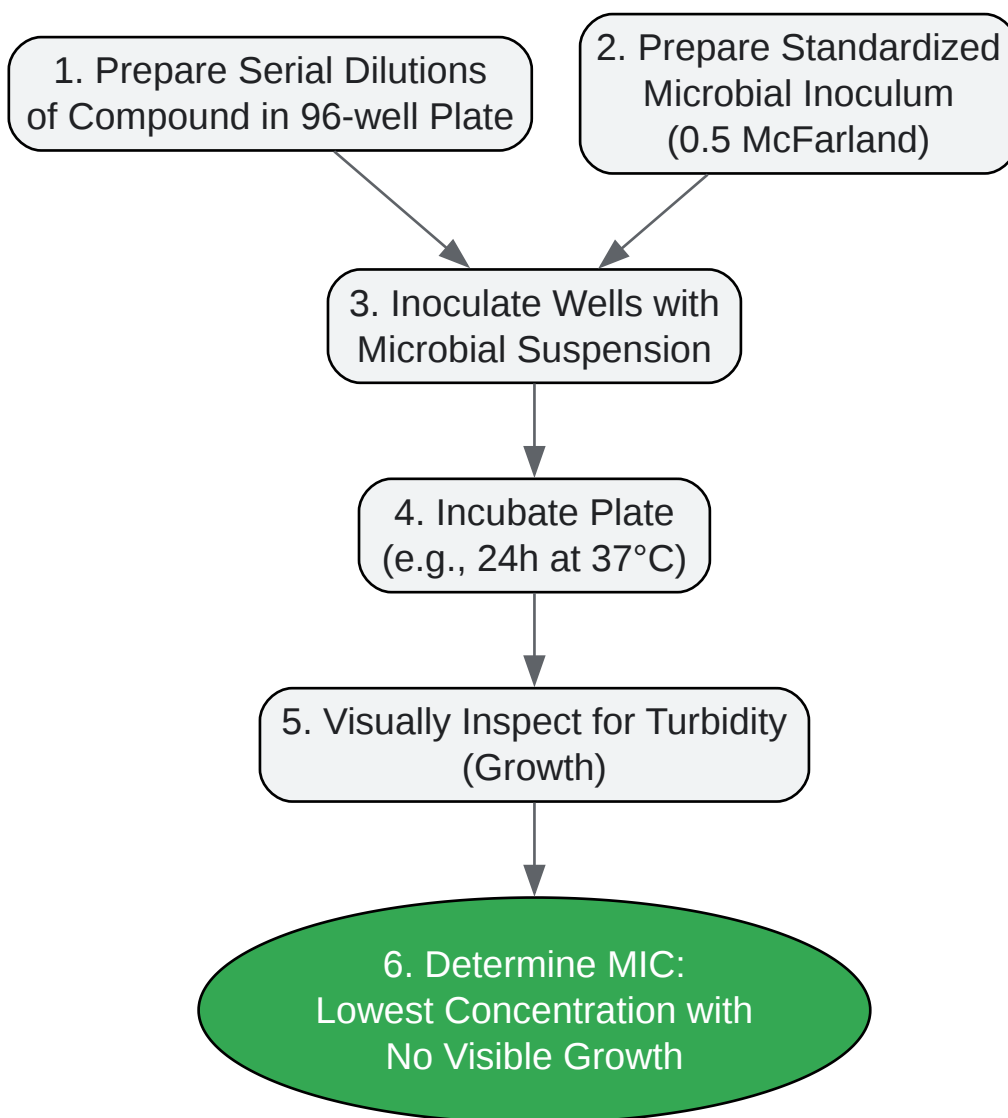 1. Prepare Serial Dilutions
of Compound in 96-well Plate
2. Prepare Standardized
Microbial Inoculum
(0.5 McFarland)
3. Inoculate Wells with
Microbial Suspension
4. Incubate Plate
(e.g., 24h at 37°C)
5. Visually Inspect for Turbidity
(Growth)
6. Determine MIC:
Lowest Concentration with
No Visible Growth